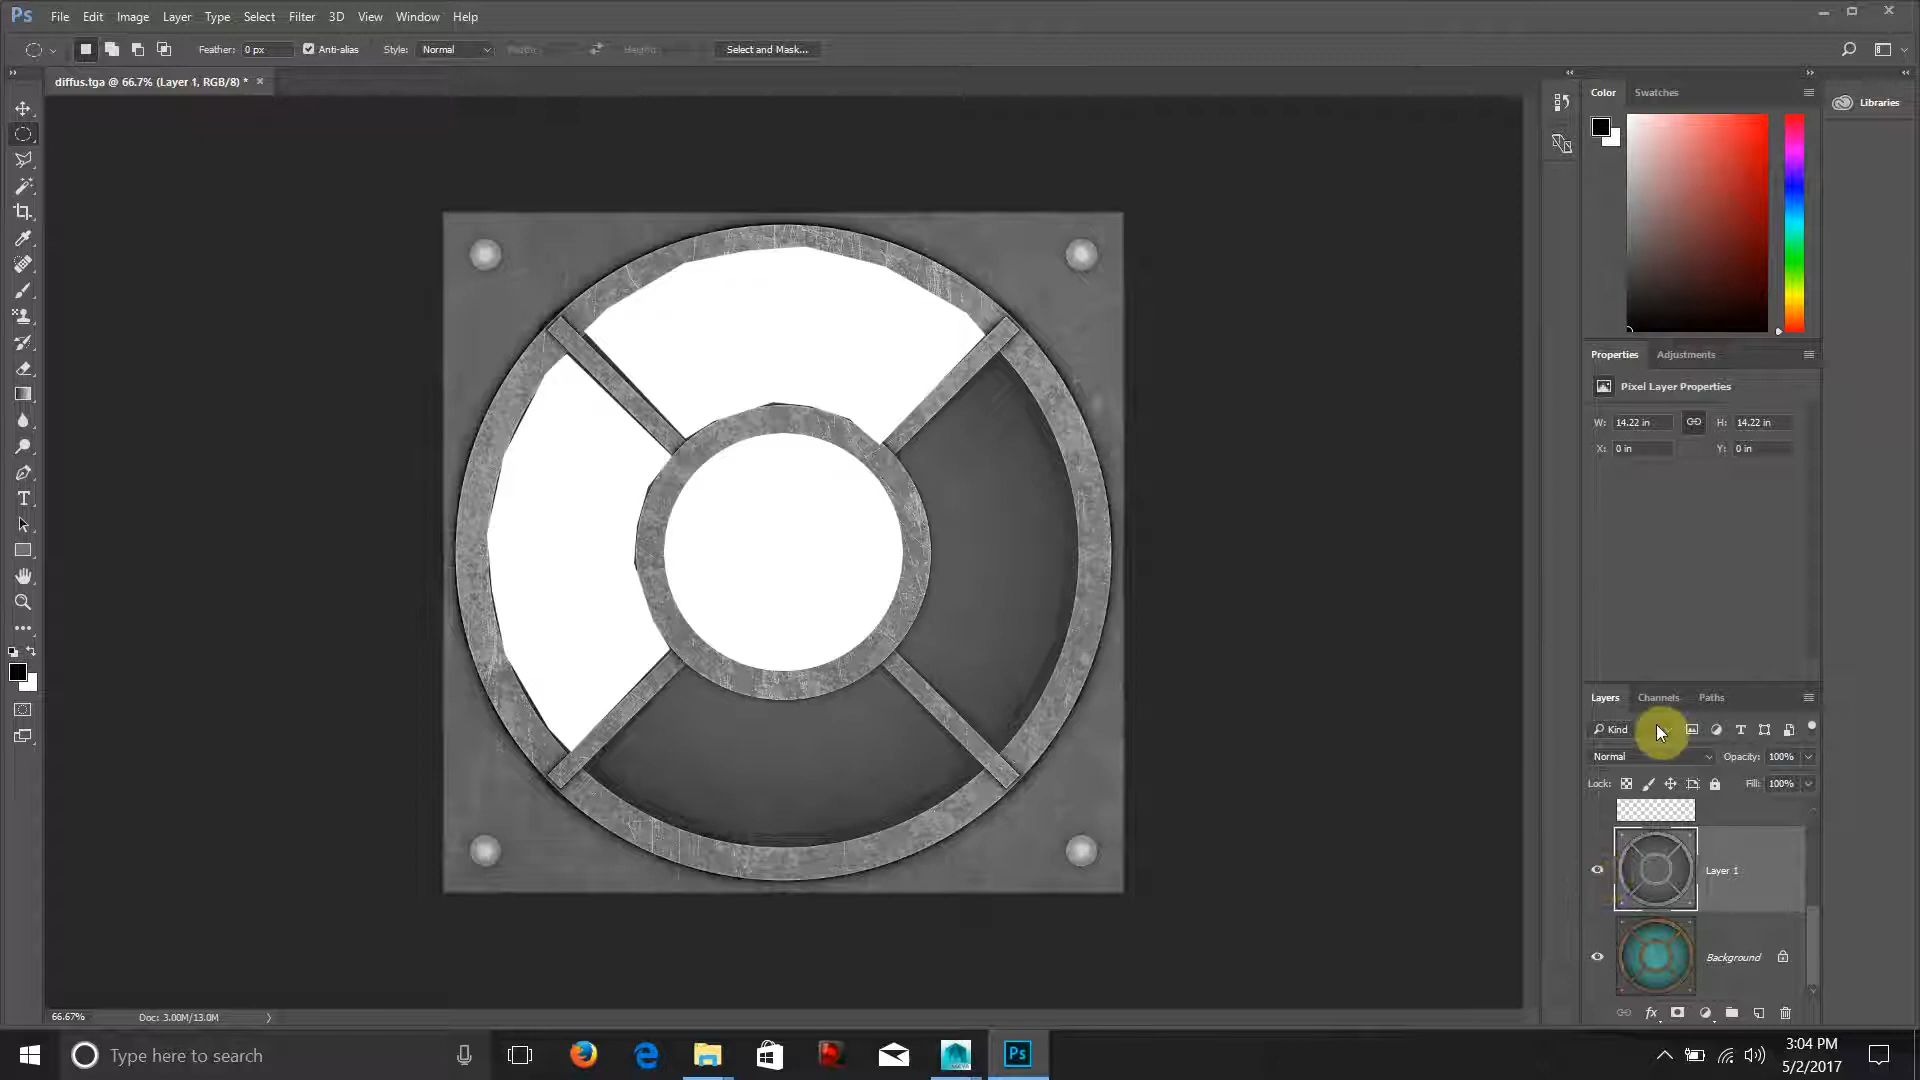 Ps File Edit Image Layer Type Select Filter 3D View Window Help
Feather: 0 px Anti-alias Style: Normal Width: Height: Select and Mask...
diffus.tga @ 66.7% (Layer 1, RGB/8) * ×
Color Swatches
Libraries
Properties Adjustments
Pixel Layer Properties
W: 14.22 in H: 14.22 in
X: 0 in Y: 0 in
Layers Channels Paths
Kind
Normal Opacity: 100%
Lock: Fill: 100%
Layer 1
Background
fx
66.67% Doc: 3.00M/13.0M
Type here to search
Ps
3:04 PM
5/2/2017